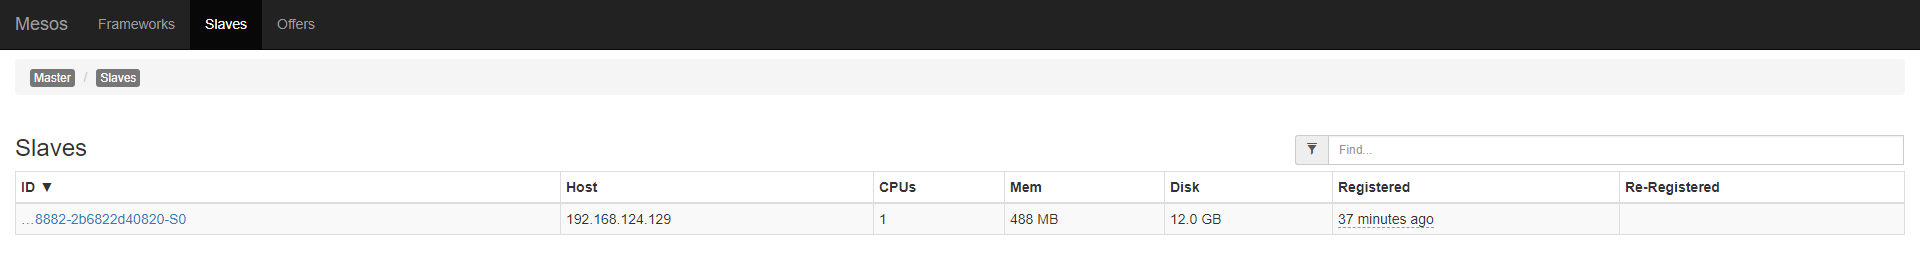 Mesos Frameworks Slaves Offers
Master / Slaves
Slaves Find...
ID ▼ Host CPUs Mem Disk Registered Re-Registered
…8882-2b6822d40820-S0 192.168.124.129 1 488 MB 12.0 GB 37 minutes ago